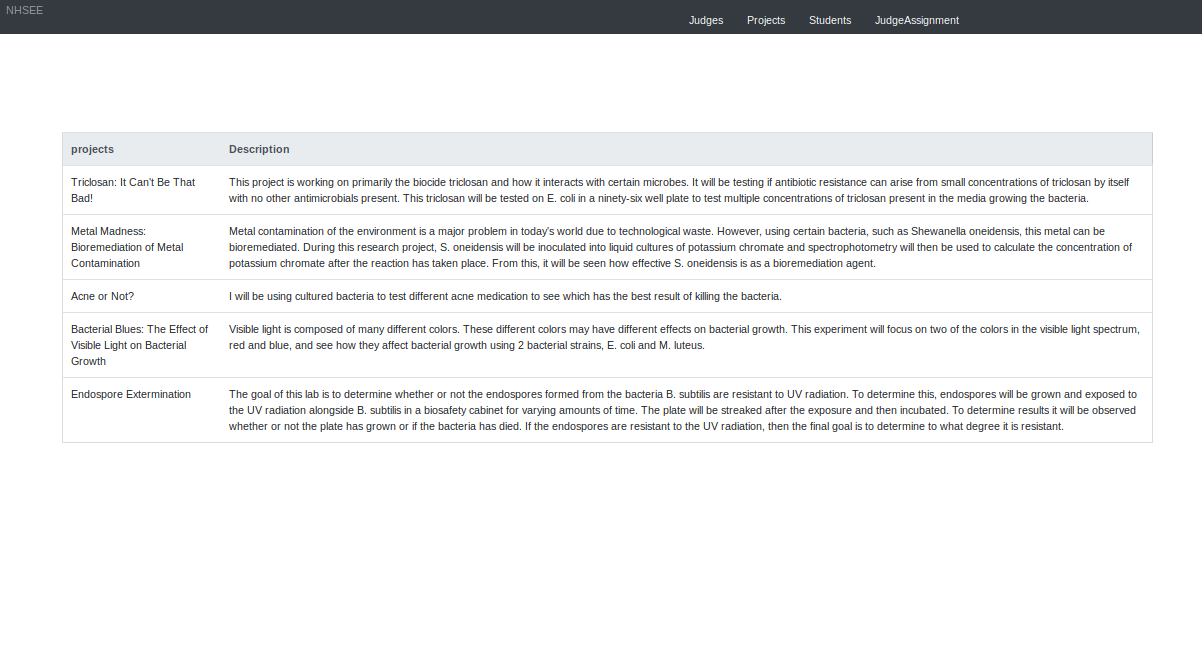 NHSEE
Judges Projects Students JudgeAssignment
projects Description
Triclosan: It Can't Be That
Bad!
This project is working on primarily the biocide triclosan and how it interacts with certain microbes. It will be testing if antibiotic resistance can arise from small concentrations of triclosan by itself
with no other antimicrobials present. This triclosan will be tested on E. coli in a ninety-six well plate to test multiple concentrations of triclosan present in the media growing the bacteria.
Metal Madness:
Bioremediation of Metal
Contamination
Metal contamination of the environment is a major problem in today's world due to technological waste. However, using certain bacteria, such as Shewanella oneidensis, this metal can be
bioremediated. During this research project, S. oneidensis will be inoculated into liquid cultures of potassium chromate and spectrophotometry will then be used to calculate the concentration of
potassium chromate after the reaction has taken place. From this, it will be seen how effective S. oneidensis is as a bioremediation agent.
Acne or Not?
I will be using cultured bacteria to test different acne medication to see which has the best result of killing the bacteria.
Bacterial Blues: The Effect of
Visible Light on Bacterial
Growth
Visible light is composed of many different colors. These different colors may have different effects on bacterial growth. This experiment will focus on two of the colors in the visible light spectrum,
red and blue, and see how they affect bacterial growth using 2 bacterial strains, E. coli and M. luteus.
Endospore Extermination
The goal of this lab is to determine whether or not the endospores formed from the bacteria B. subtilis are resistant to UV radiation. To determine this, endospores will be grown and exposed to
the UV radiation alongside B. subtilis in a biosafety cabinet for varying amounts of time. The plate will be streaked after the exposure and then incubated. To determine results it will be observed
whether or not the plate has grown or if the bacteria has died. If the endospores are resistant to the UV radiation, then the final goal is to determine to what degree it is resistant.